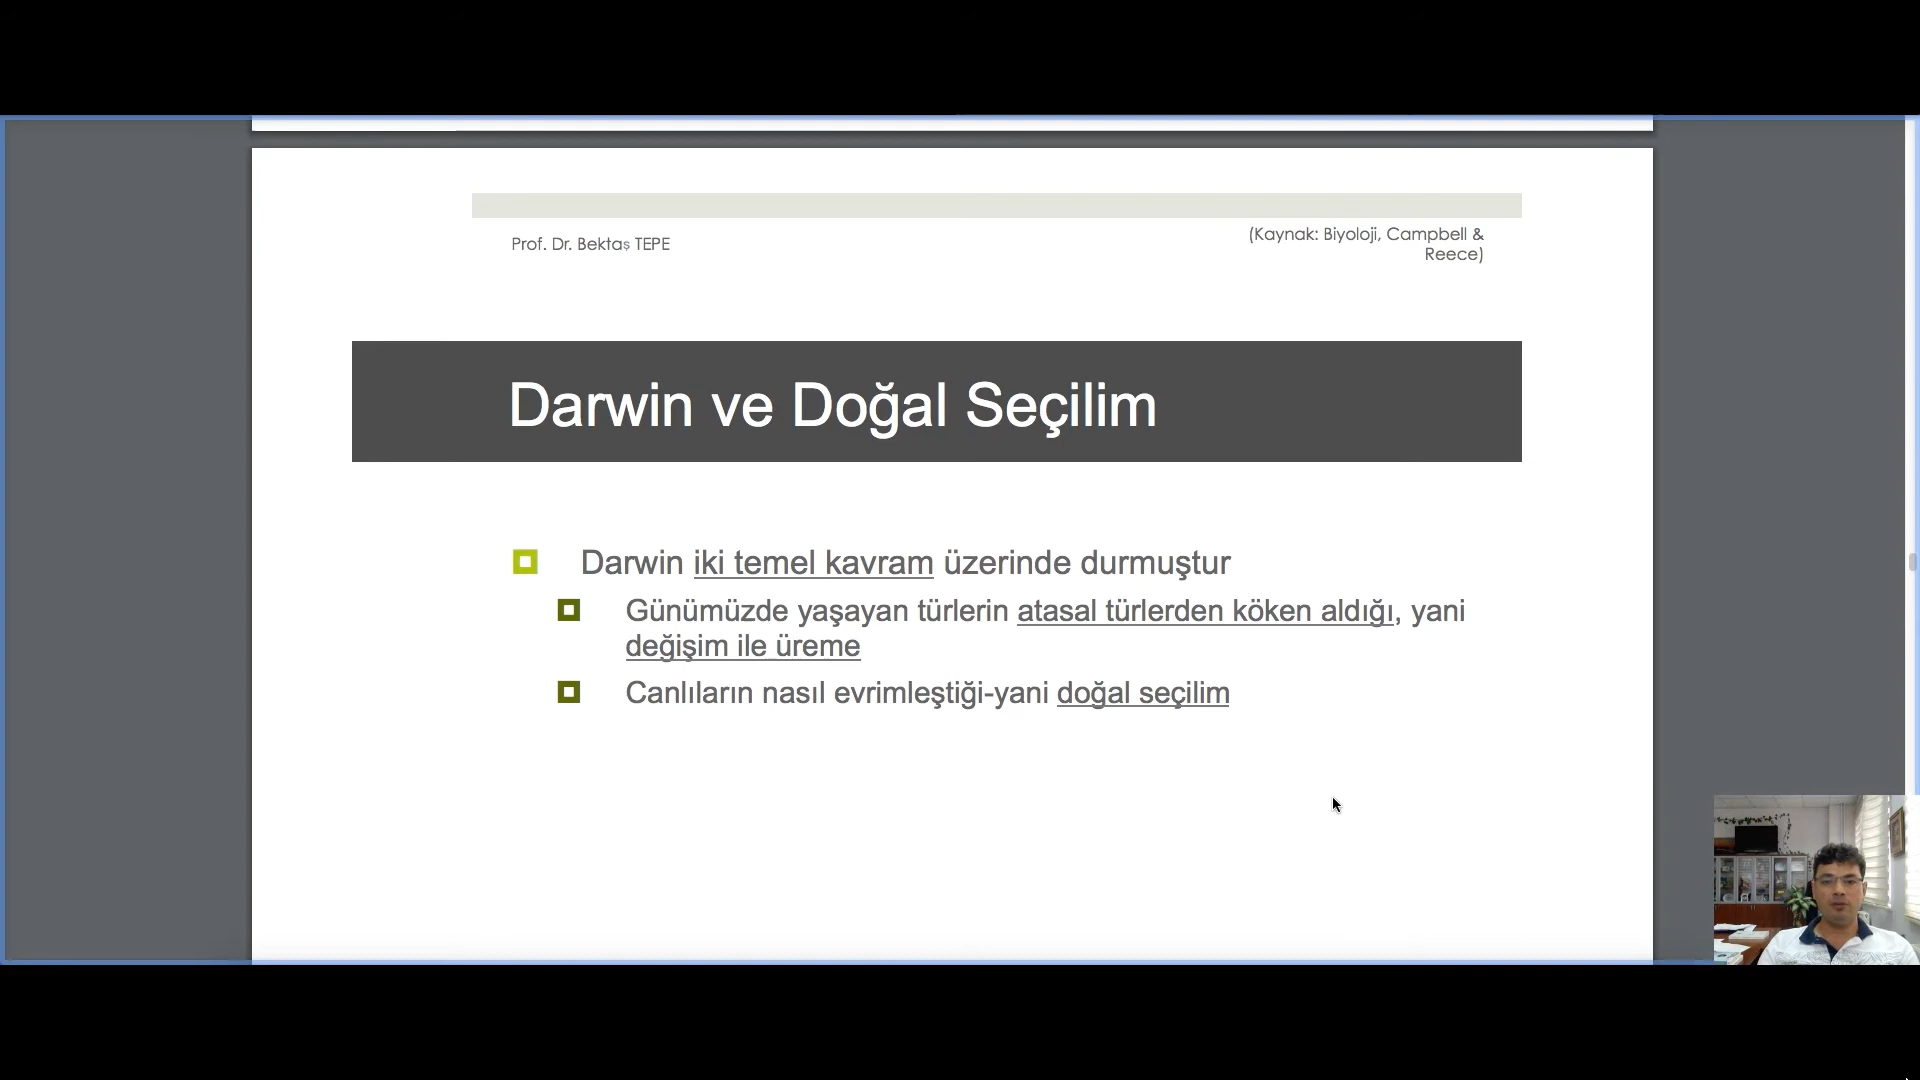 Prof. Dr. Bektaş TEPE
(Kaynak: Biyoloji, Campbell &
Reece)
Darwin ve Doğal Seçilim
Darwin iki temel kavram üzerinde durmuştur
Günümüzde yaşayan türlerin atasal türlerden köken aldığı, yani
değişim ile üreme
Canlıların nasıl evrimleştiği-yani doğal seçilim